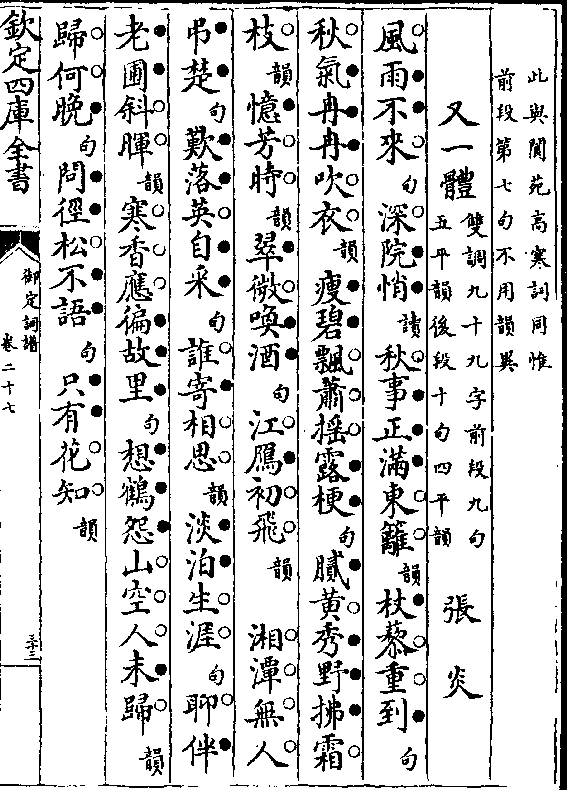 此與閬苑高寒詞同惟
前段第七句不用韻異
又一體 雙調九十九字前段九句
五平韻後段十句四平韻 張炎
風雨不來句深院悄讀秋事正滿東籬韻杖藜重到句
秋氣冉冉吹衣韻瘦碧飄蕭搖露梗句膩黃秀野拂霜
枝韻憶芳時韻翠微喚酒句江鴈初飛韻 湘潭無人
弔楚句歎落英自采句誰寄相思韻淡泊生涯句聊伴
老圃斜暉韻寒香應徧故里句想鶴怨山空人未歸韻
歸何晚句問徑松不語句只有花知韻
欽定四庫全書
御定詞譜
卷二十七
三十三